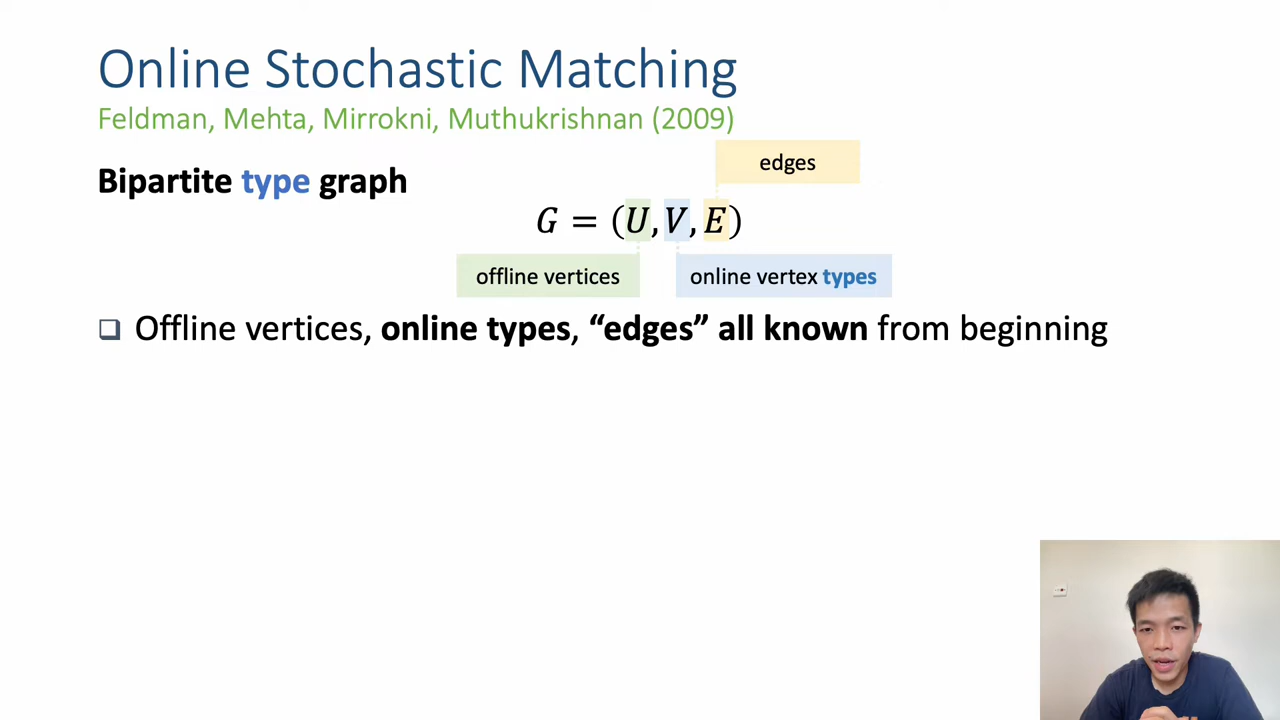 Online Stochastic Matching
Feldman, Mehta, Mirrokni, Muthukrishnan (2009)
edges
Bipartite type graph
G = (U, V, E)
offline vertices
online vertex types
❑ Offline vertices, online types, “edges” all known from beginning